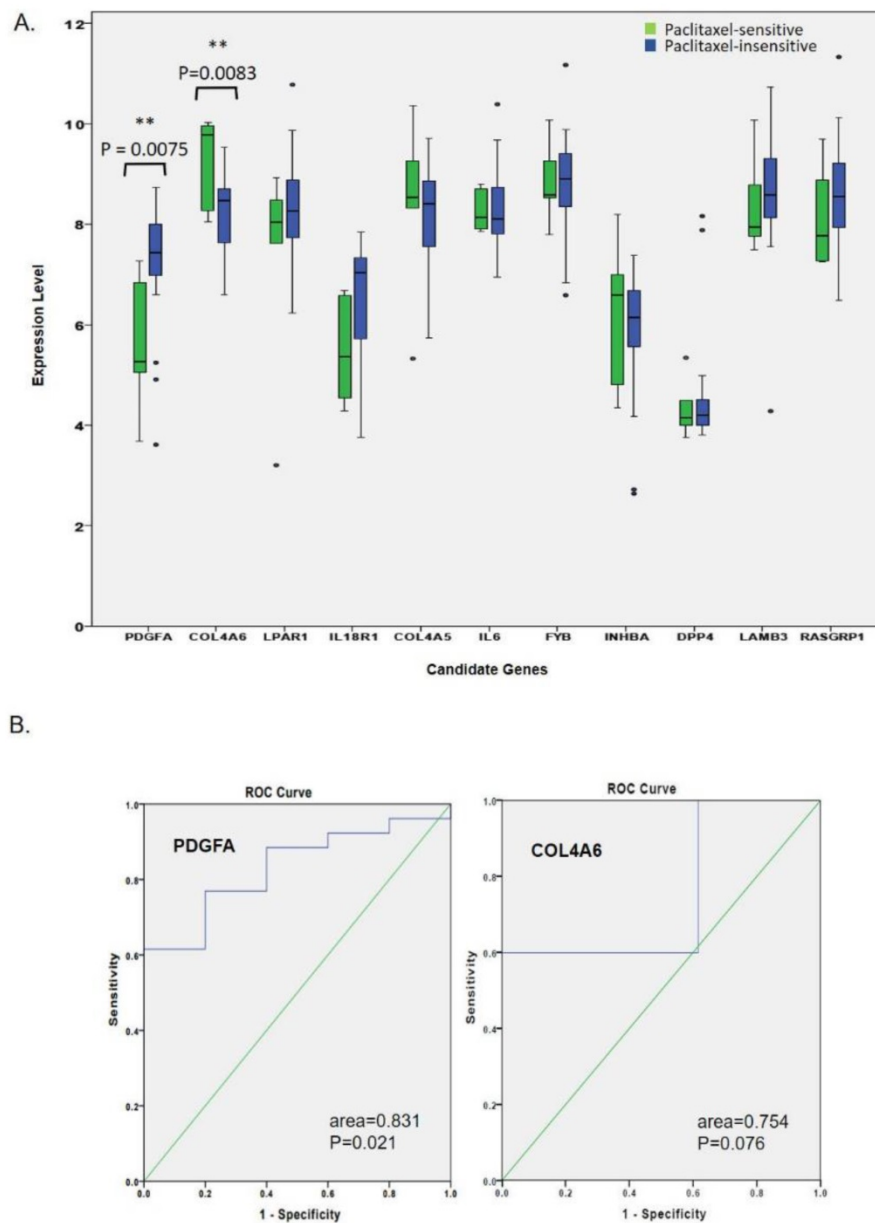 A.
Paclitaxel-sensitive
Paclitaxel-insensitive
**
P=0.0083
**
P = 0.0075
12
10
8
6
4
2
0
Expression Level
PDGFA COL4A6 LPAR1 IL18R1 COL4A5 IL6 FYB INHBA DPP4 LAMB3 RASGRP1
Candidate Genes
B.
ROC Curve
PDGFA
1.0
0.8
0.6
0.4
0.2
0.0
Sensitivity
area=0.831
P=0.021
0.0 0.2 0.4 0.6 0.8 1.0
1 - Specificity
ROC Curve
COL4A6
1.0
0.8
0.6
0.4
0.2
0.0
Sensitivity
area=0.754
P=0.076
0.0 0.2 0.4 0.6 0.8 1.0
1 - Specificity